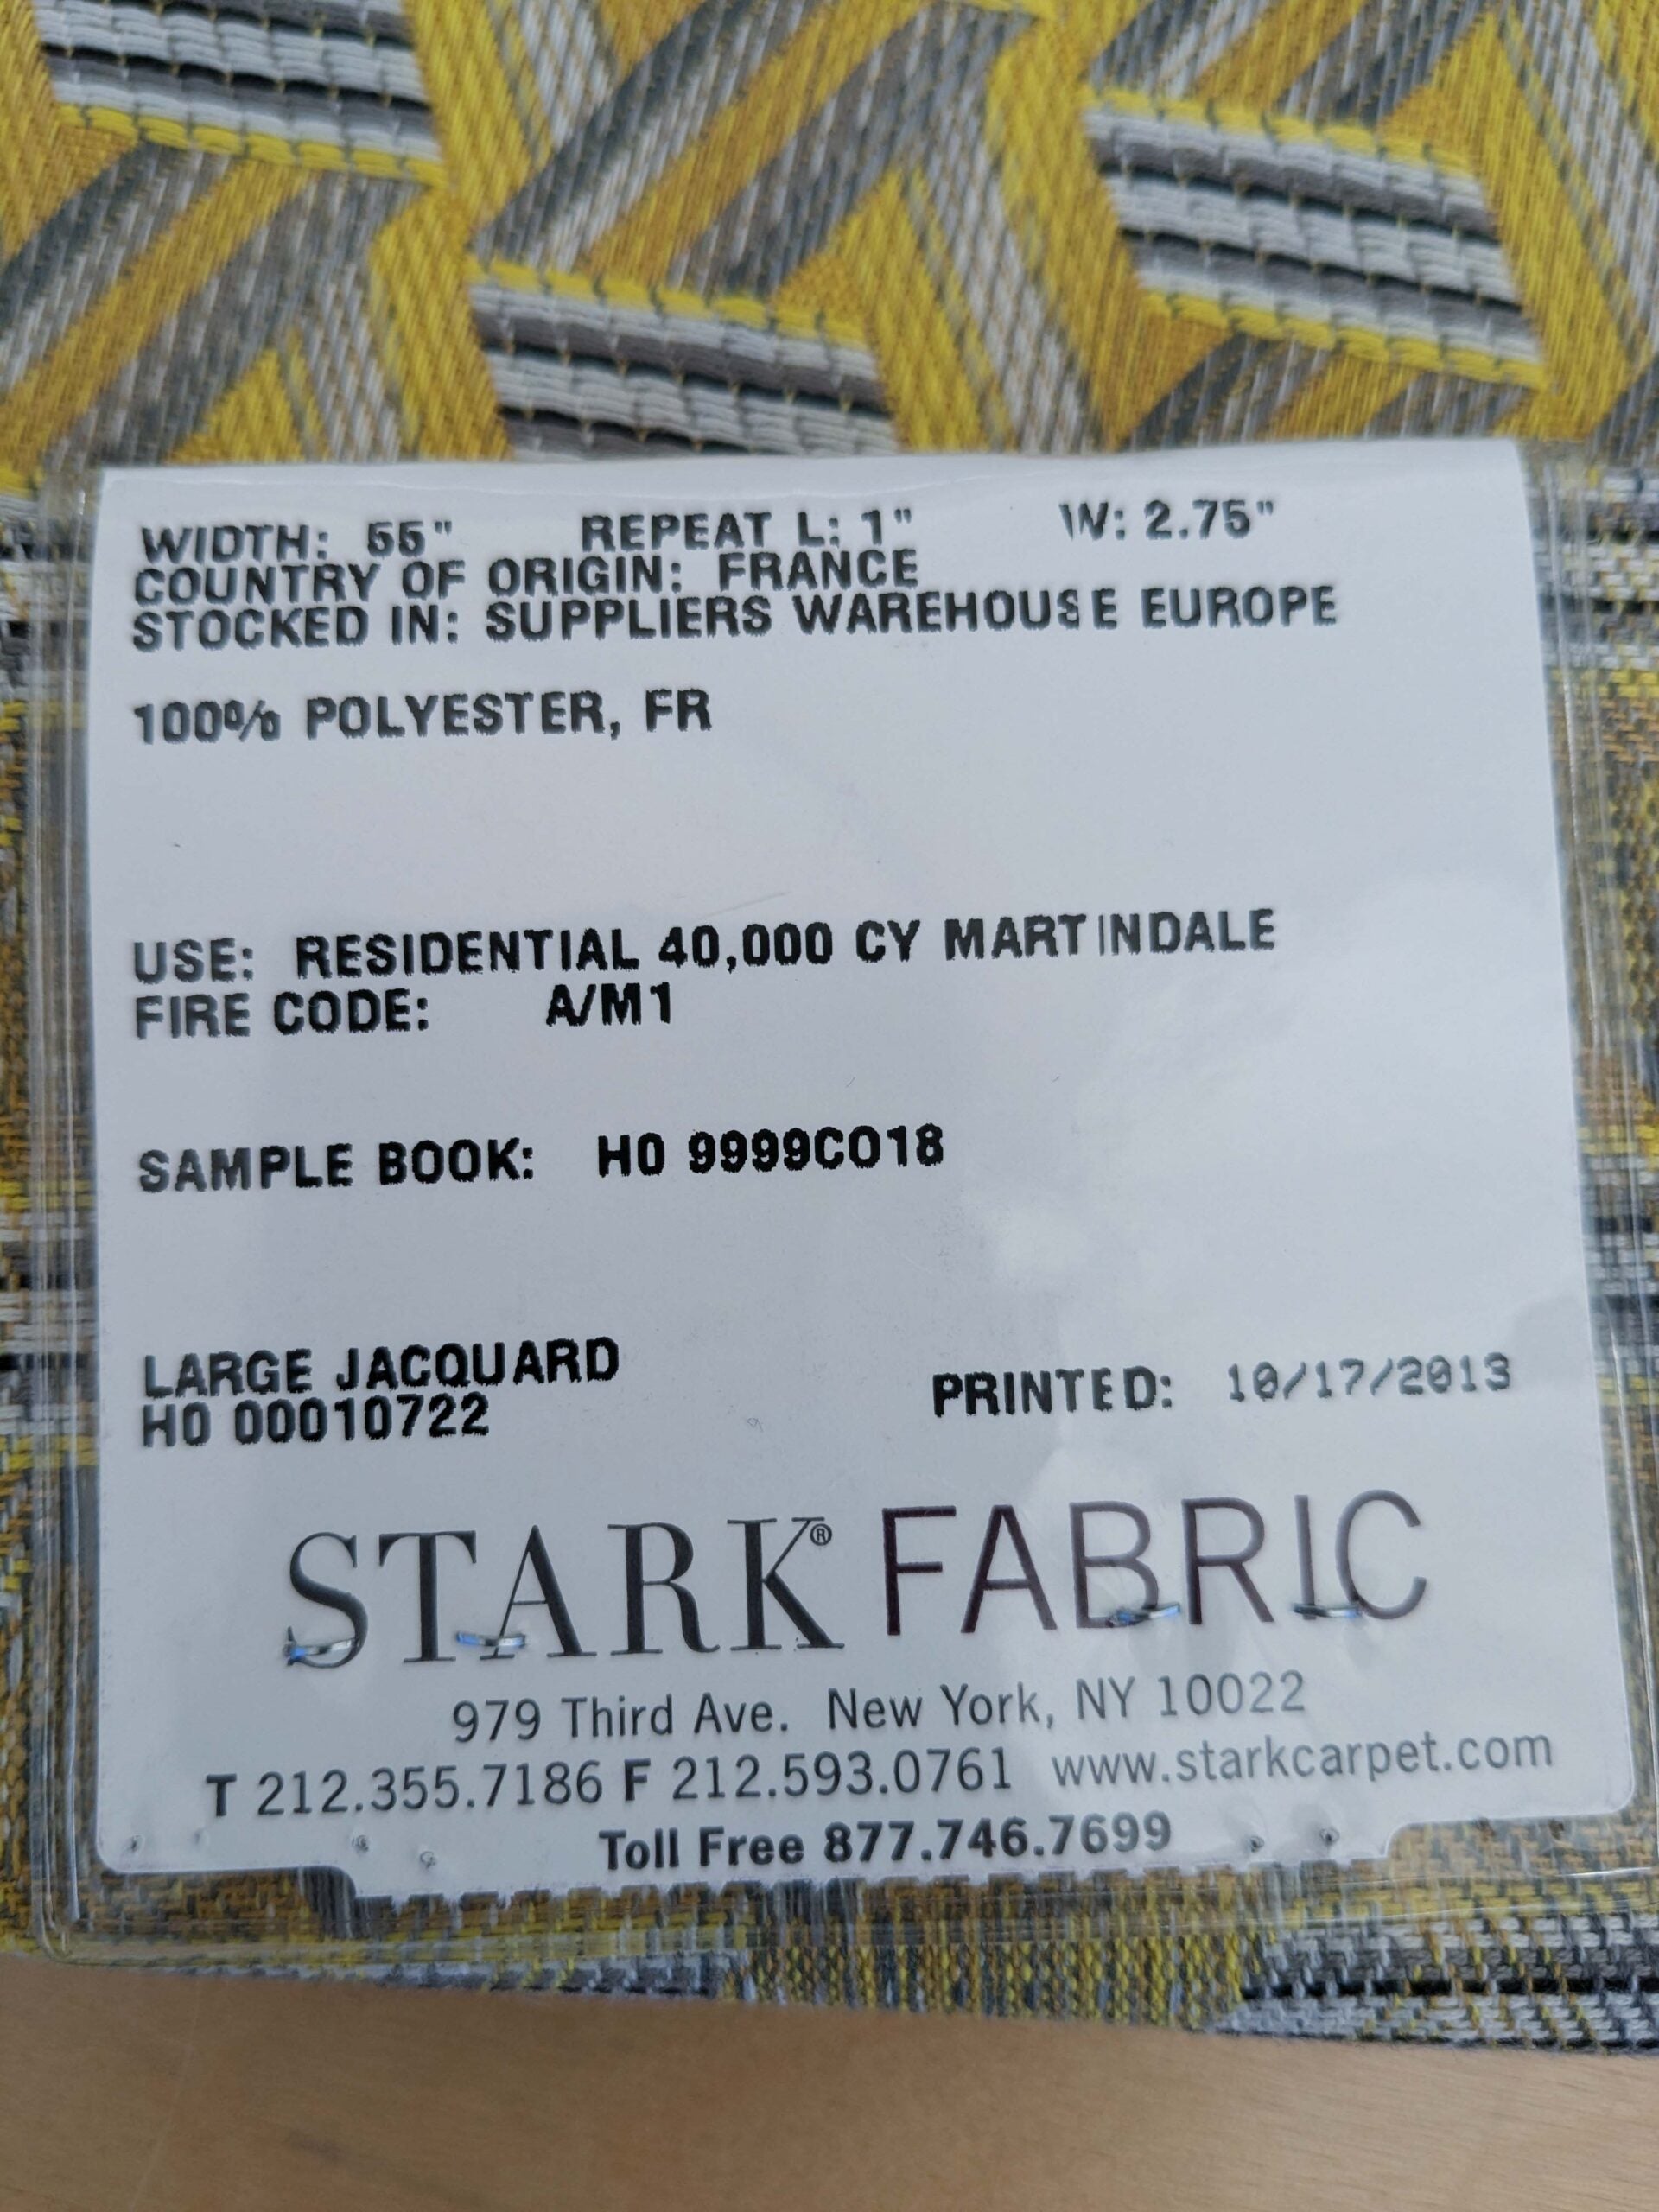 WIDTH: 55" REPEAT L: 1" W: 2.75"
COUNTRY OF ORIGIN: FRANCE
STOCKED IN: SUPPLIERS WAREHOUSE EUROPE
100% POLYESTER, FR
USE: RESIDENTIAL 40,000 CY MARTINDALE
FIRE CODE: A/M1
SAMPLE BOOK: H0 9999CO18
LARGE JACQUARD
H0 00010722 PRINTED: 10/17/2013
STARK® FABRIC
979 Third Ave. New York, NY 10022
T 212.355.7186 F 212.593.0761 www.starkcarpet.com
Toll Free 877.746.7699